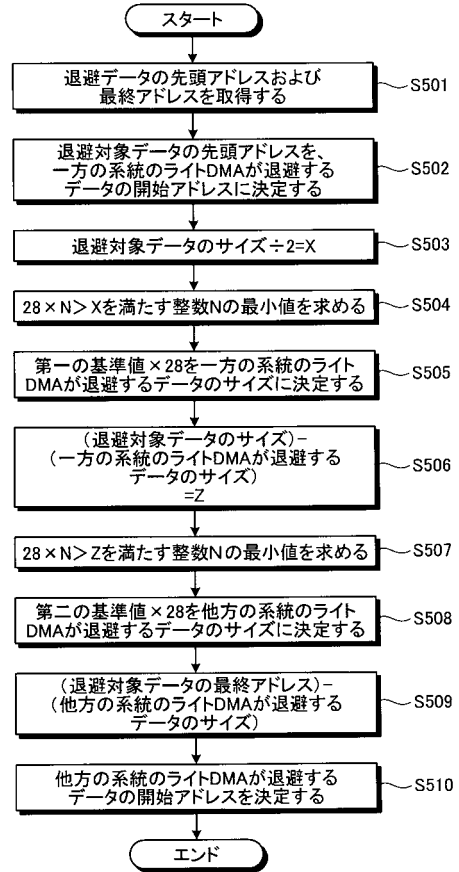 スタート
退避データの先頭アドレスおよび
最終アドレスを取得する
S501
退避対象データの先頭アドレスを、
一方の系統のライトDMAが退避する
データの開始アドレスに決定する
S502
退避対象データのサイズ÷2=X
S503
28×N＞Xを満たす整数Nの最小値を求める
S504
第一の基準値×28を一方の系統のライト
DMAが退避するデータのサイズに決定する
S505
(退避対象データのサイズ)−
(一方の系統のライトDMAが退避する
データのサイズ)
=Z
S506
28×N＞Zを満たす整数Nの最小値を求める
S507
第二の基準値×28を他方の系統のライト
DMAが退避するデータのサイズに決定する
S508
(退避対象データの最終アドレス)−
(他方の系統のライトDMAが退避する
データのサイズ)
S509
他方の系統のライトDMAが退避する
データの開始アドレスを決定する
S510
エンド